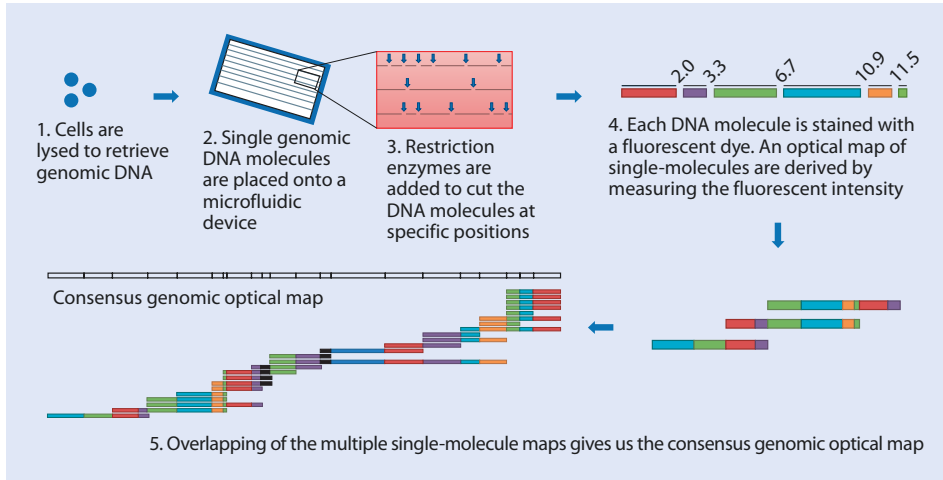 1. Cells are
lysed to retrieve
genomic DNA
2. Single genomic
DNA molecules
are placed onto a
microfluidic
device
3. Restriction
enzymes are
added to cut the
DNA molecules at
specific positions
2.0
3.3
6.7
10.9
11.5
4. Each DNA molecule is stained with
a fluorescent dye. An optical map of
single-molecules are derived by
measuring the fluorescent intensity
Consensus genomic optical map
5. Overlapping of the multiple single-molecule maps gives us the consensus genomic optical map